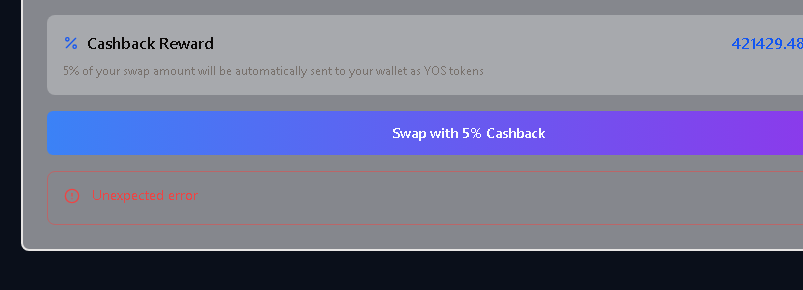 % Cashback Reward
421429.48
5% of your swap amount will be automatically sent to your wallet as YOS tokens
Swap with 5% Cashback
Unexpected error